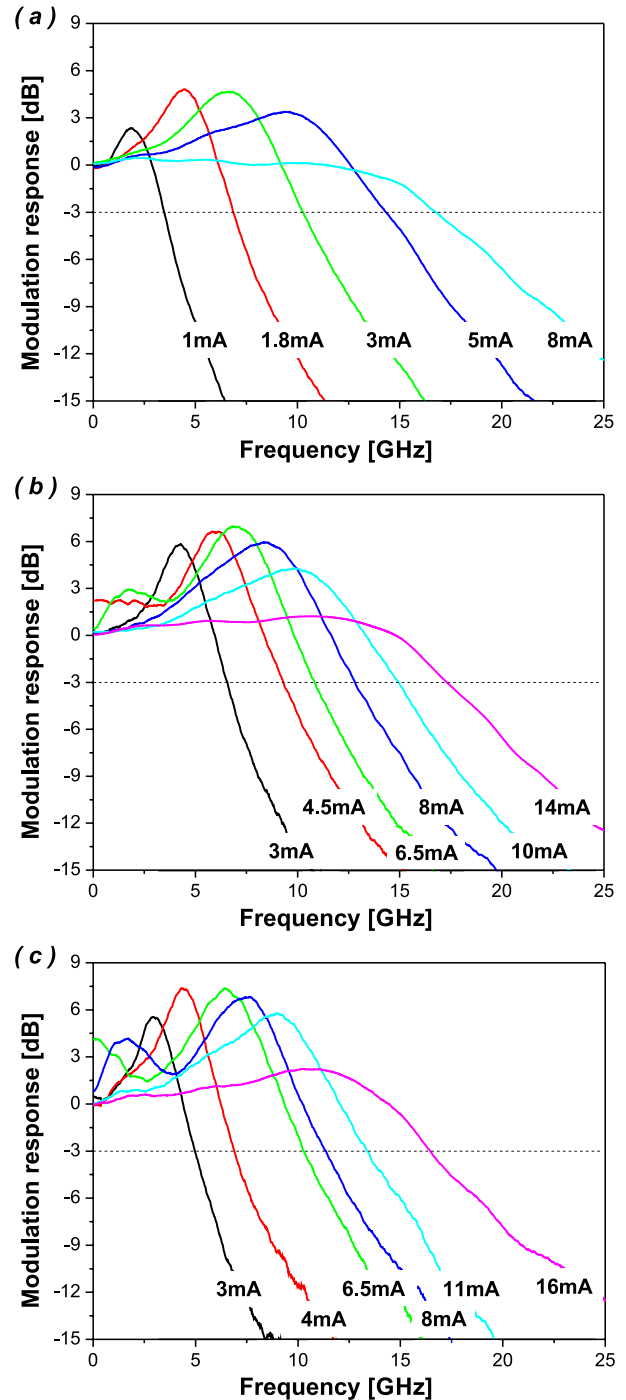 ( a )
Modulation response [dB]
9
6
3
0
-3
-6
-9
-12
-15
1mA 1.8mA 3mA 5mA 8mA
0 5 10 15 20 25
Frequency [GHz]
( b )
Modulation response [dB]
9
6
3
0
-3
-6
-9
-12
-15
4.5mA 8mA 14mA
3mA 6.5mA 10mA
0 5 10 15 20 25
Frequency [GHz]
( c )
Modulation response [dB]
9
6
3
0
-3
-6
-9
-12
-15
3mA 6.5mA 11mA 16mA
4mA 8mA
0 5 10 15 20 25
Frequency [GHz]